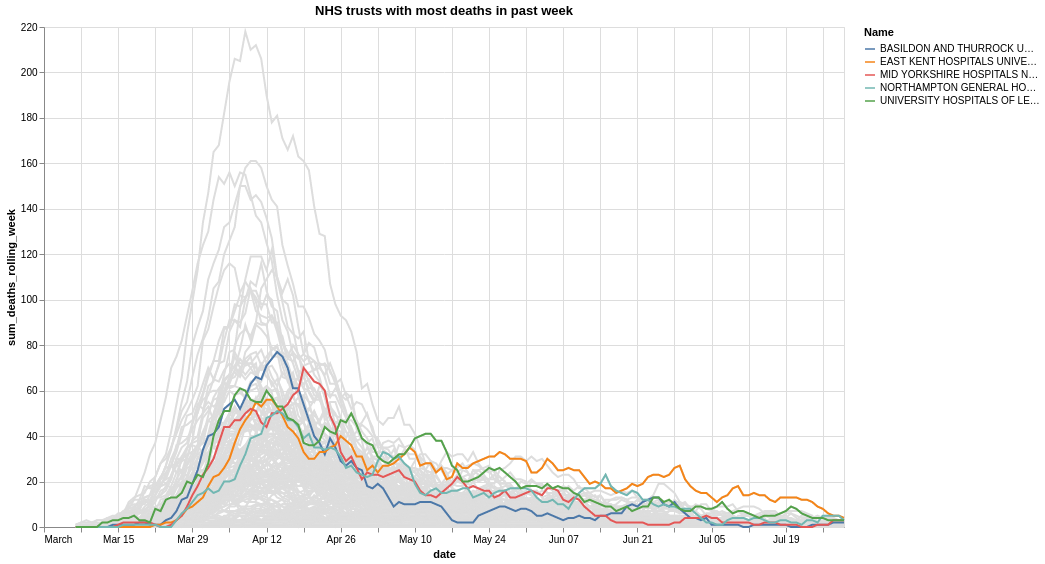 NHS trusts with most deaths in past week
sum_deaths_rolling_week
220
200
180
160
140
120
100
80
60
40
20
0
March
Mar 15
Mar 29
Apr 12
Apr 26
May 10
May 24
Jun 07
Jun 21
Jul 05
Jul 19
date
Name
BASILDON AND THURROCK U…
EAST KENT HOSPITALS UNIVE…
MID YORKSHIRE HOSPITALS N…
NORTHAMPTON GENERAL HO…
UNIVERSITY HOSPITALS OF LE…